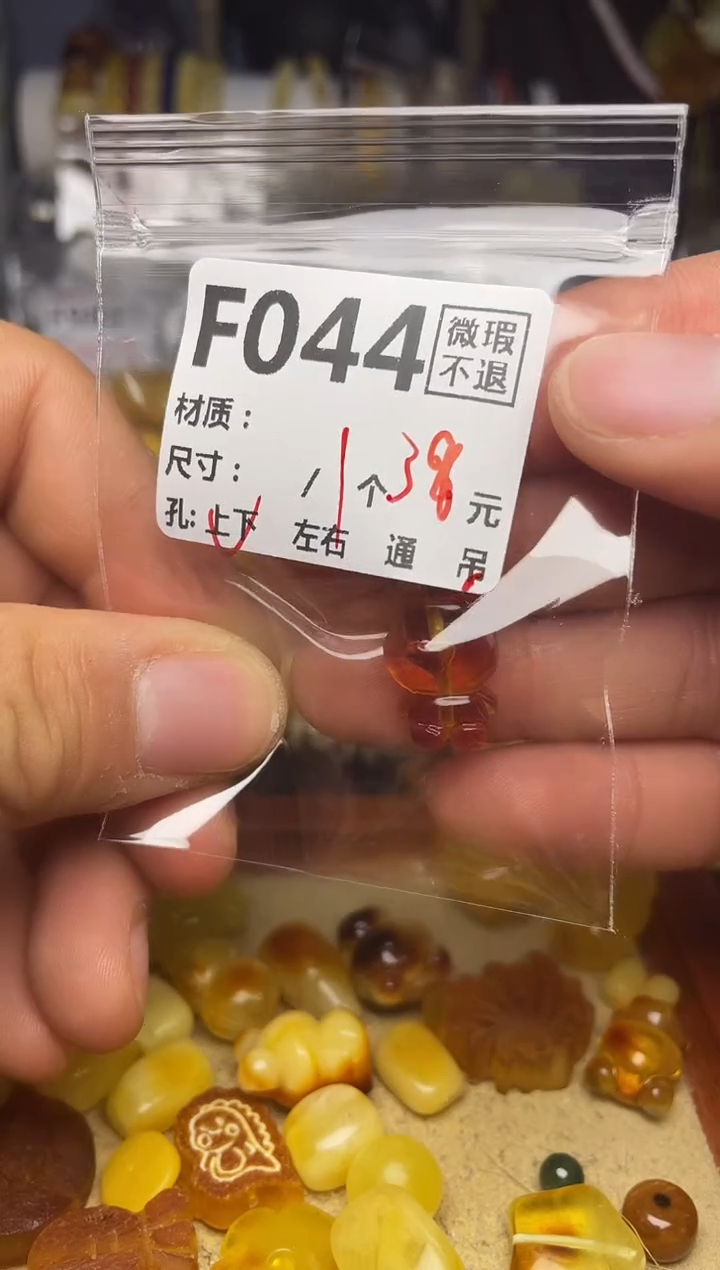 F044 微瑕
不退
材质：
尺寸： / 1个 38 元
孔: 上下 左右 通 吊